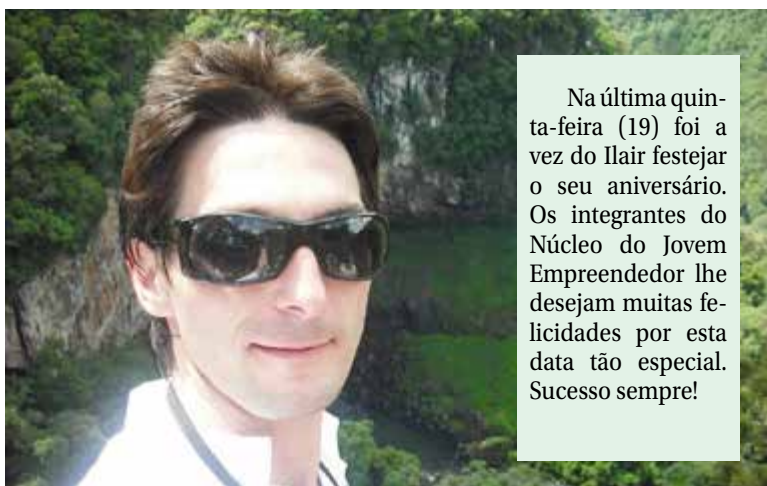 Na última quin-
ta-feira (19) foi a
vez do Ilair festejar
o seu aniversário.
Os integrantes do
Núcleo do Jovem
Empreendedor lhe
desejam muitas fe-
licidades por esta
data tão especial.
Sucesso sempre!